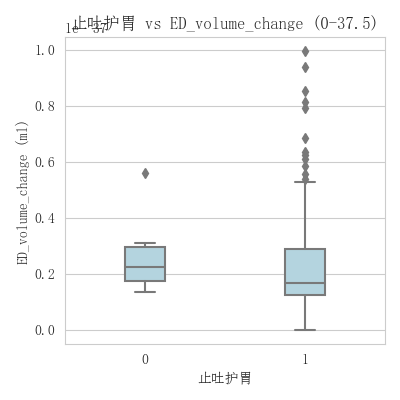 止吐护胃 vs ED_volume_change (0-37.5)
1e−37
1.0
0.8
0.6
0.4
0.2
0.0
ED_volume_change (ml)
0
1
止吐护胃